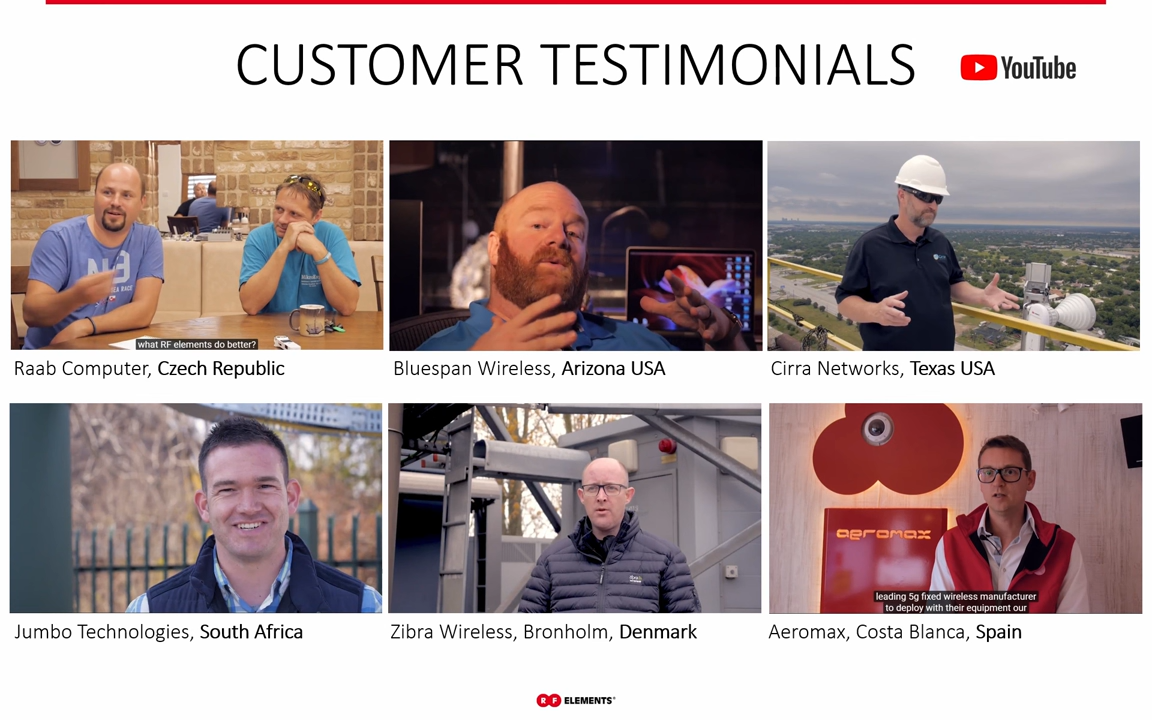 CUSTOMER TESTIMONIALS
YouTube
what RF elements do better?
Raab Computer, Czech Republic
Bluespan Wireless, Arizona USA
Cirra Networks, Texas USA
aeromax
leading 5g fixed wireless manufacturer
to deploy with their equipment our
Jumbo Technologies, South Africa
Zibra Wireless, Bronholm, Denmark
Aeromax, Costa Blanca, Spain
RF ELEMENTS